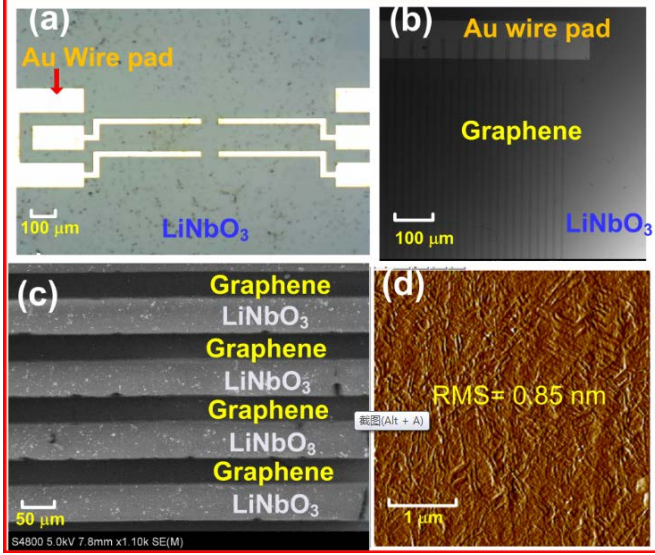 (a)
Au Wire pad
100 μm
LiNbO₃
(b)
Au wire pad
Graphene
LiNbO₃
100 μm
(c)
Graphene
LiNbO₃
Graphene
LiNbO₃
Graphene
LiNbO₃
Graphene
LiNbO₃
50 μm
S4800 5.0kV 7.8mm x1.10k SE(M)
(d)
RMS= 0.85 nm
截图(Alt + A)
1 μm